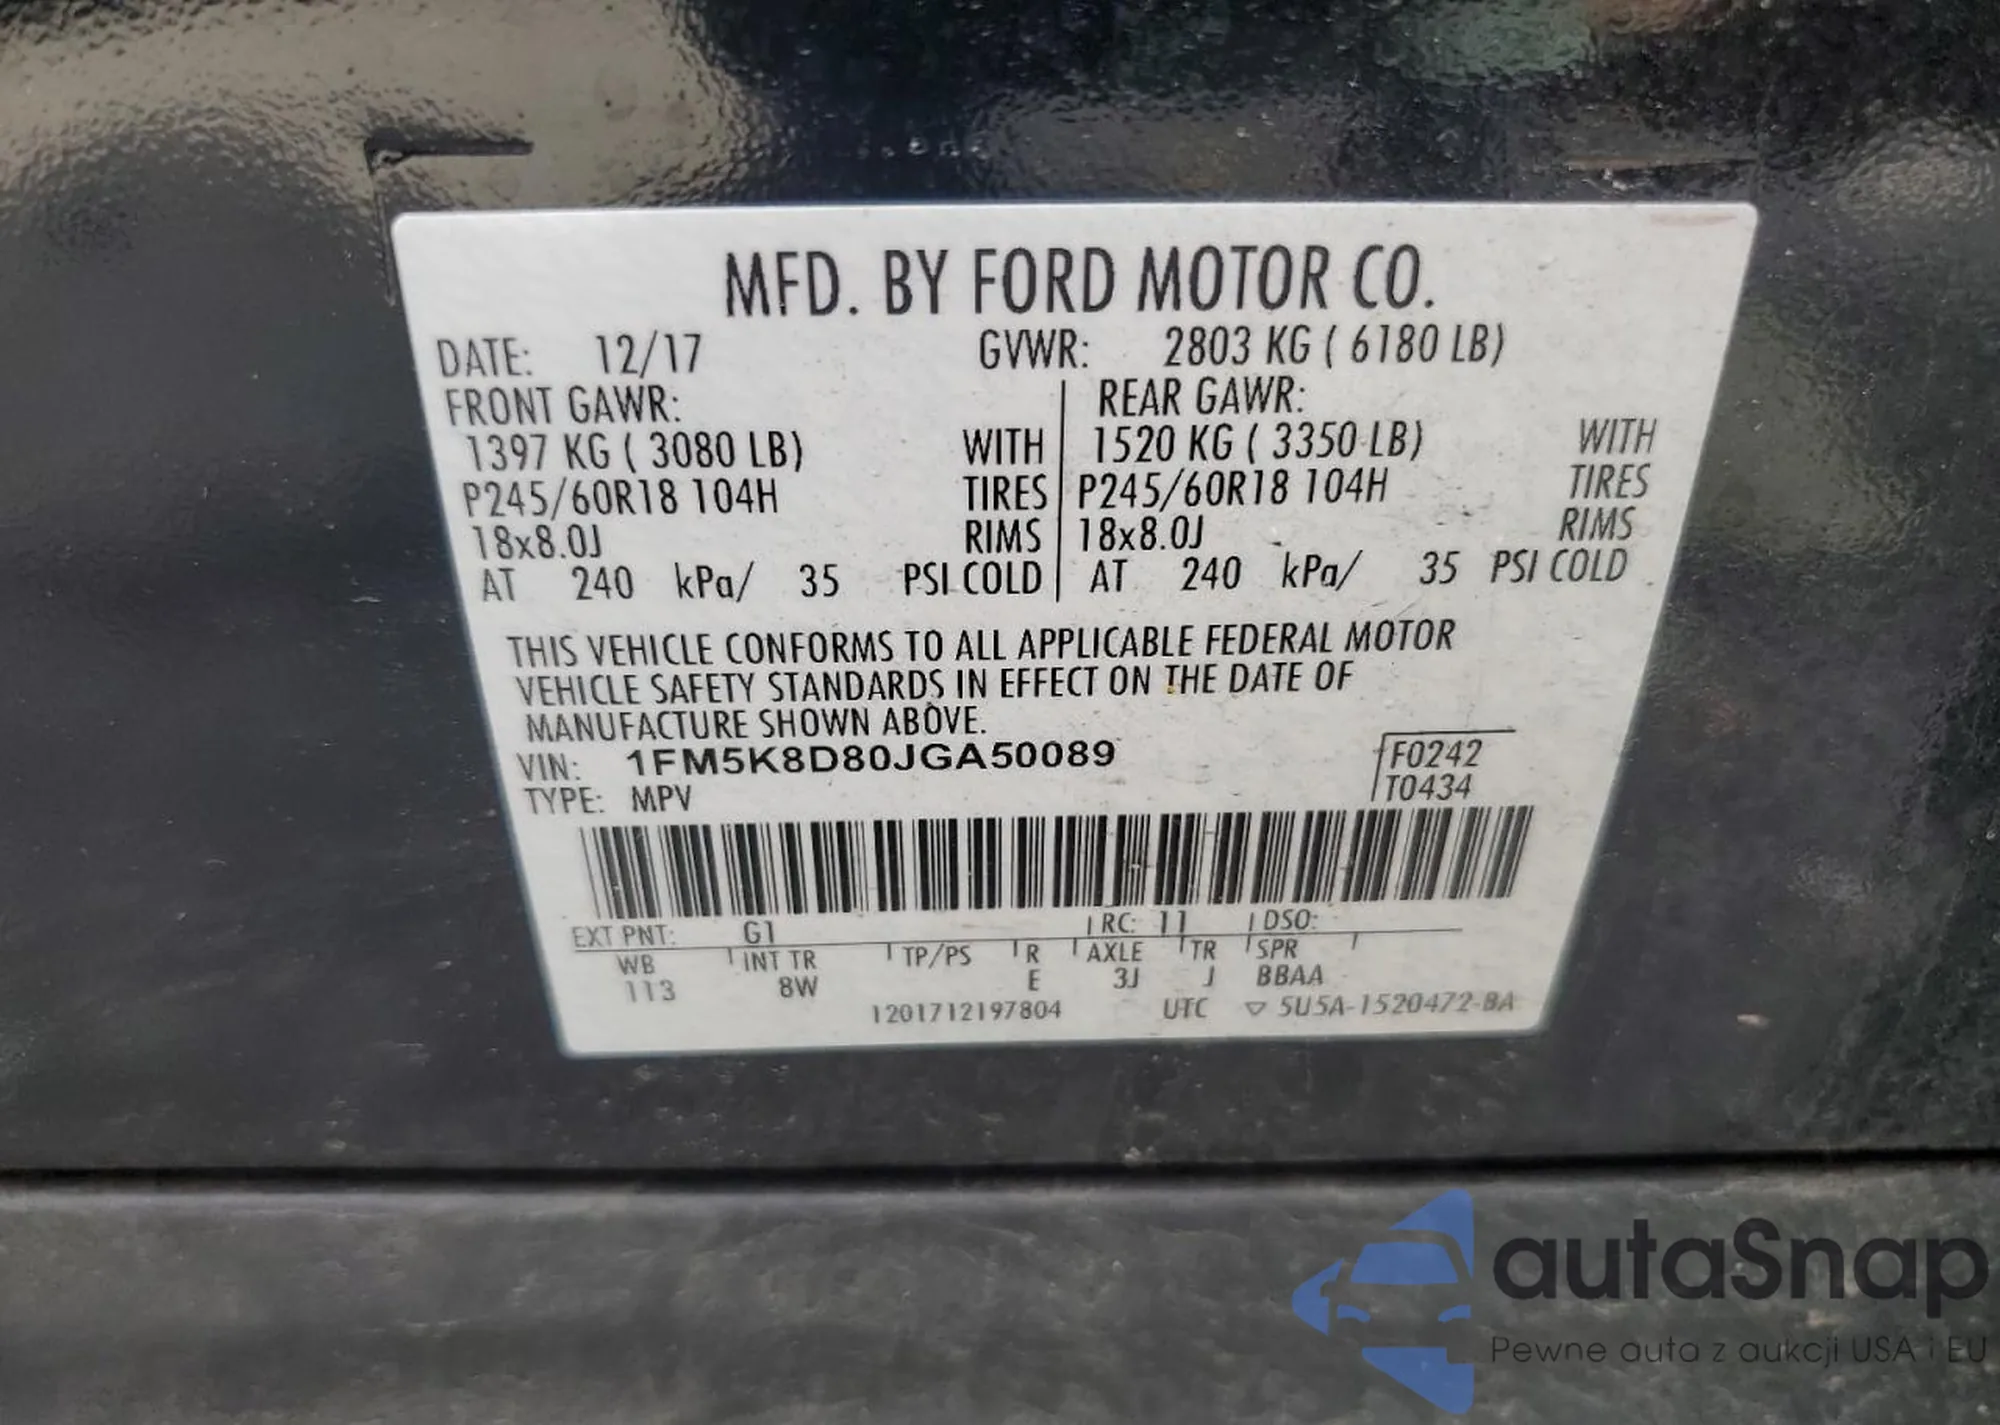 MFD. BY FORD MOTOR CO.
DATE: 12/17 GVWR: 2803 KG ( 6180 LB)
FRONT GAWR: REAR GAWR:
1397 KG ( 3080 LB) WITH 1520 KG ( 3350 LB) WITH
P245/60R18 104H TIRES P245/60R18 104H TIRES
18x8.0J RIMS 18x8.0J RIMS
AT 240 kPa/ 35 PSI COLD AT 240 kPa/ 35 PSI COLD
THIS VEHICLE CONFORMS TO ALL APPLICABLE FEDERAL MOTOR
VEHICLE SAFETY STANDARDS IN EFFECT ON THE DATE OF
MANUFACTURE SHOWN ABOVE.
VIN: 1FM5K8D80JGA50089 F0242
TYPE: MPV T0434
EXT PNT: G1 RC: 11 DSO:
WB INT TR TP/PS R AXLE TR SPR
113 8W E 3J J BBAA
1201712197804 UTC ▽ 5U5A-1520472-BA
autaSnap
Pewne auta z aukcji USA i EU